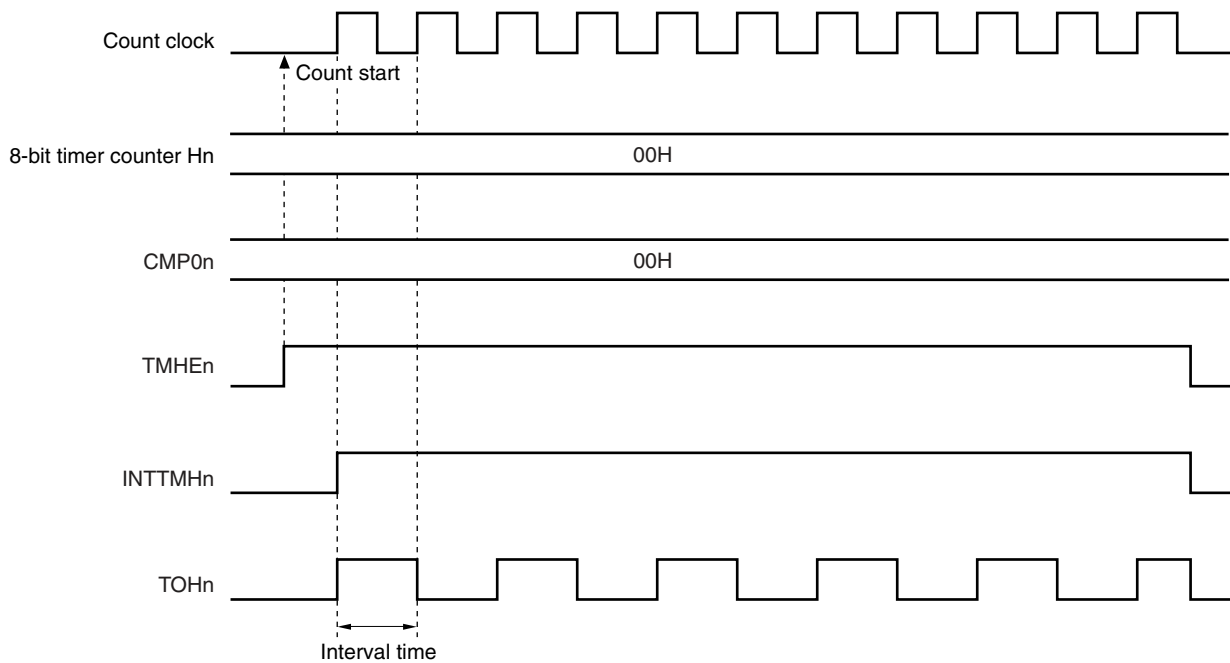 Count clock
Count start
8-bit timer counter Hn
00H
CMP0n
00H
TMHEn
INTTMHn
TOHn
Interval time